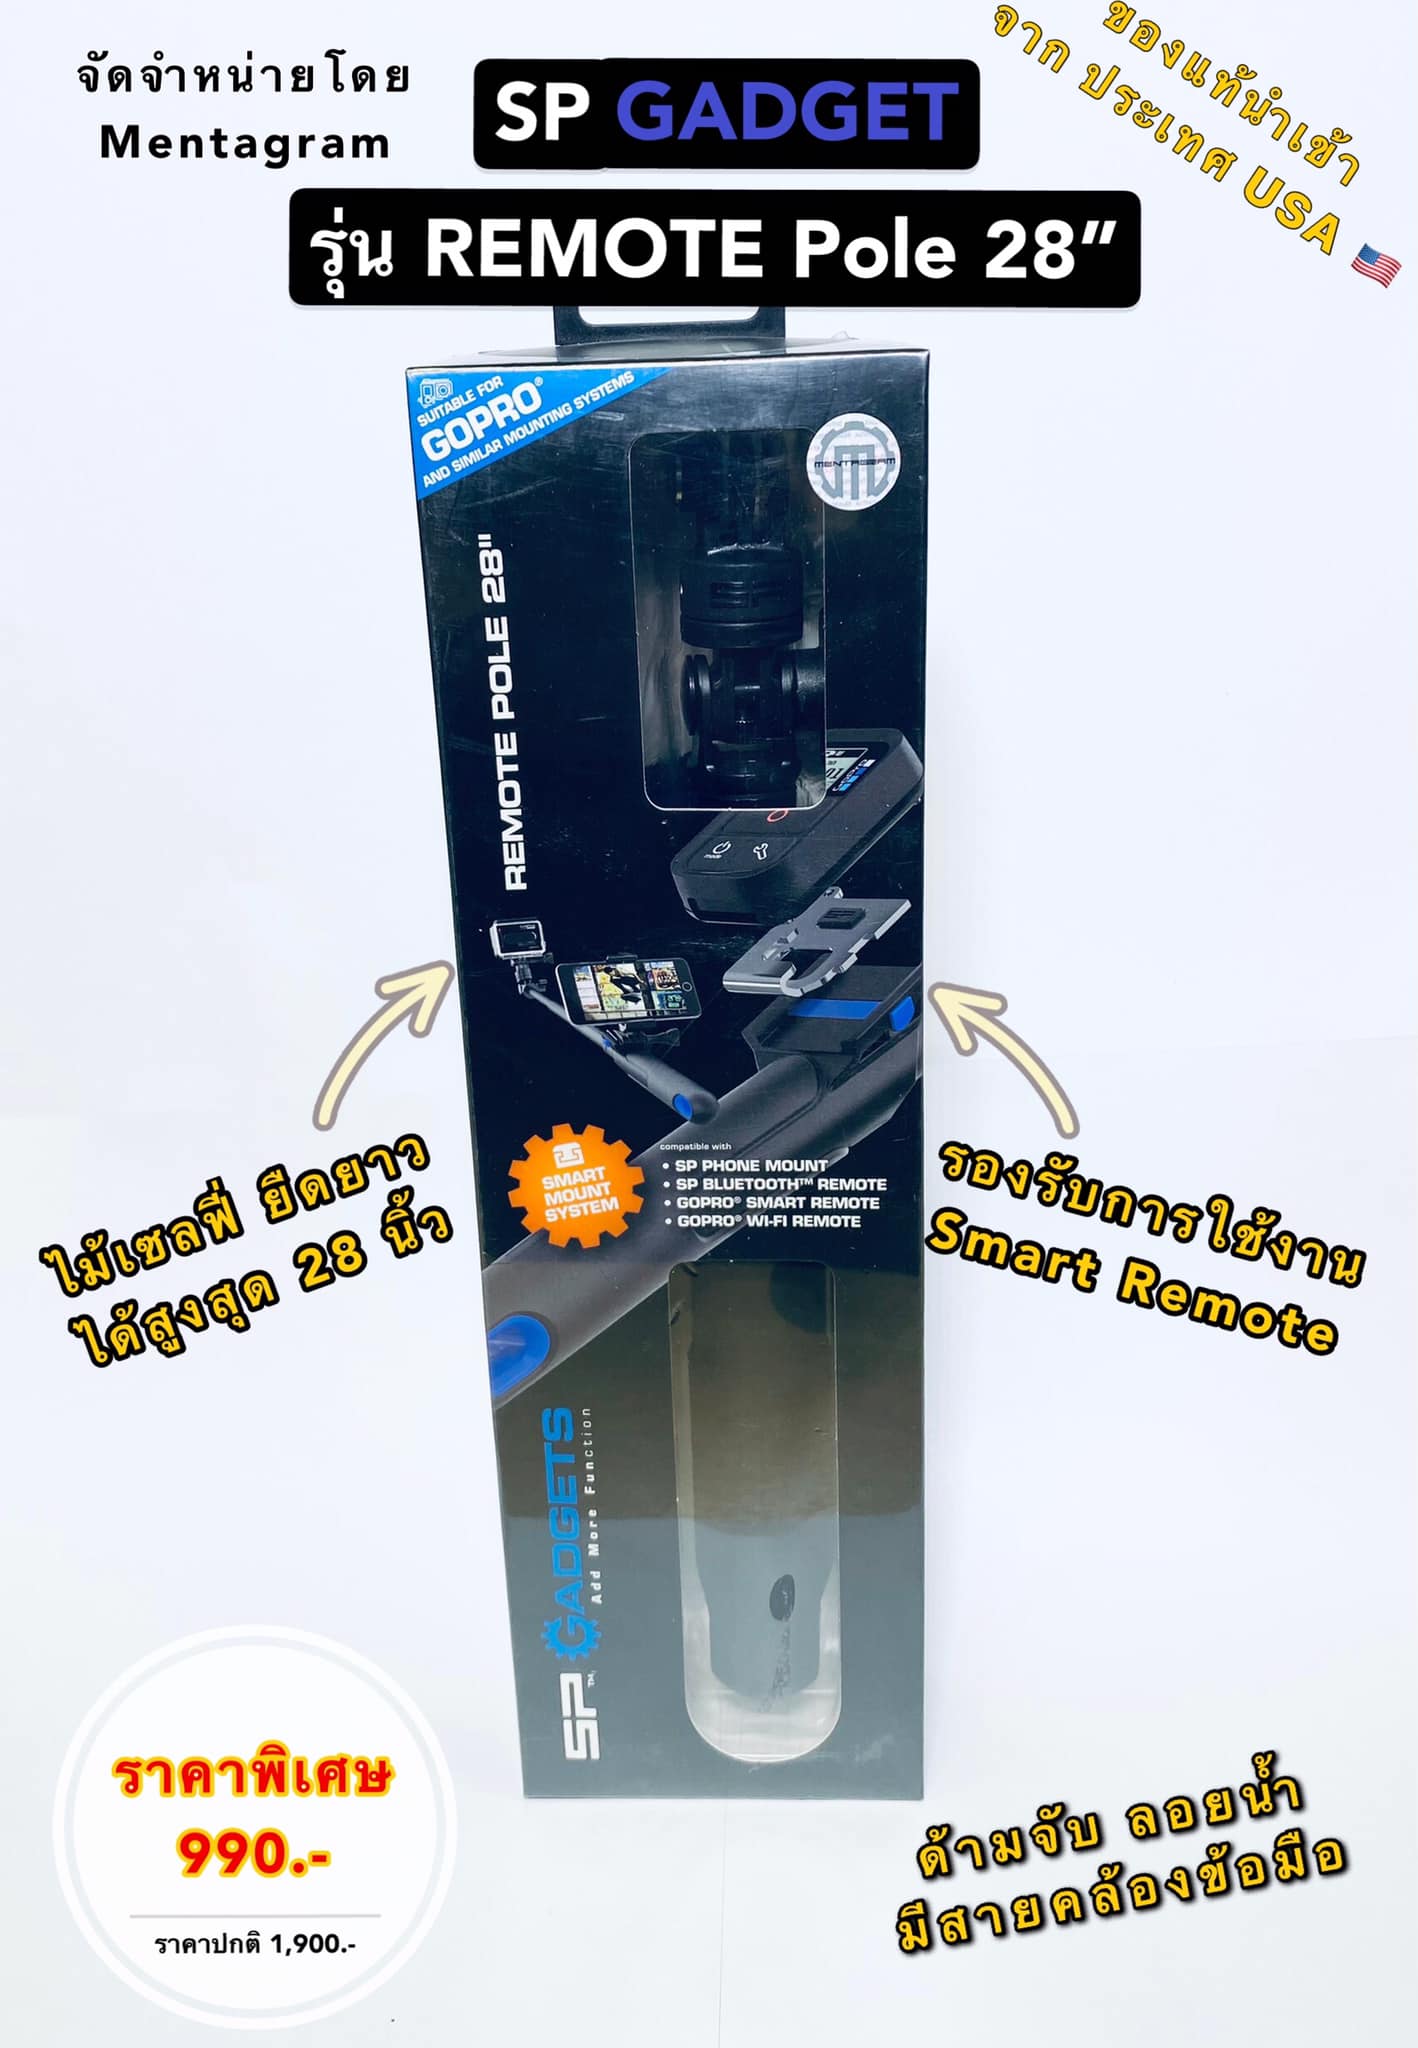 จัดจำหน่ายโดย
Mentagram
SP GADGET
ของแท้นำเข้า
จาก ประเทศ USA 🇺🇸
รุ่น REMOTE Pole 28”
SUITABLE FOR
GOPRO®
AND SIMILAR MOUNTING SYSTEMS
MENTAGRAM
REMOTE POLE 28"
mode
ไม้เซลฟี่ ยืดยาว
ได้สูงสุด 28 นิ้ว
รองรับการใช้งาน
Smart Remote
SMART
MOUNT
SYSTEM
compatible with
• SP PHONE MOUNT
• SP BLUETOOTH™ REMOTE
• GOPRO® SMART REMOTE
• GOPRO® WI-FI REMOTE
SP™ GADGETS
Add More Function
ราคาพิเศษ
990.-
ราคาปกติ 1,900.-
ด้ามจับ ลอยน้ำ
มีสายคล้องข้อมือ